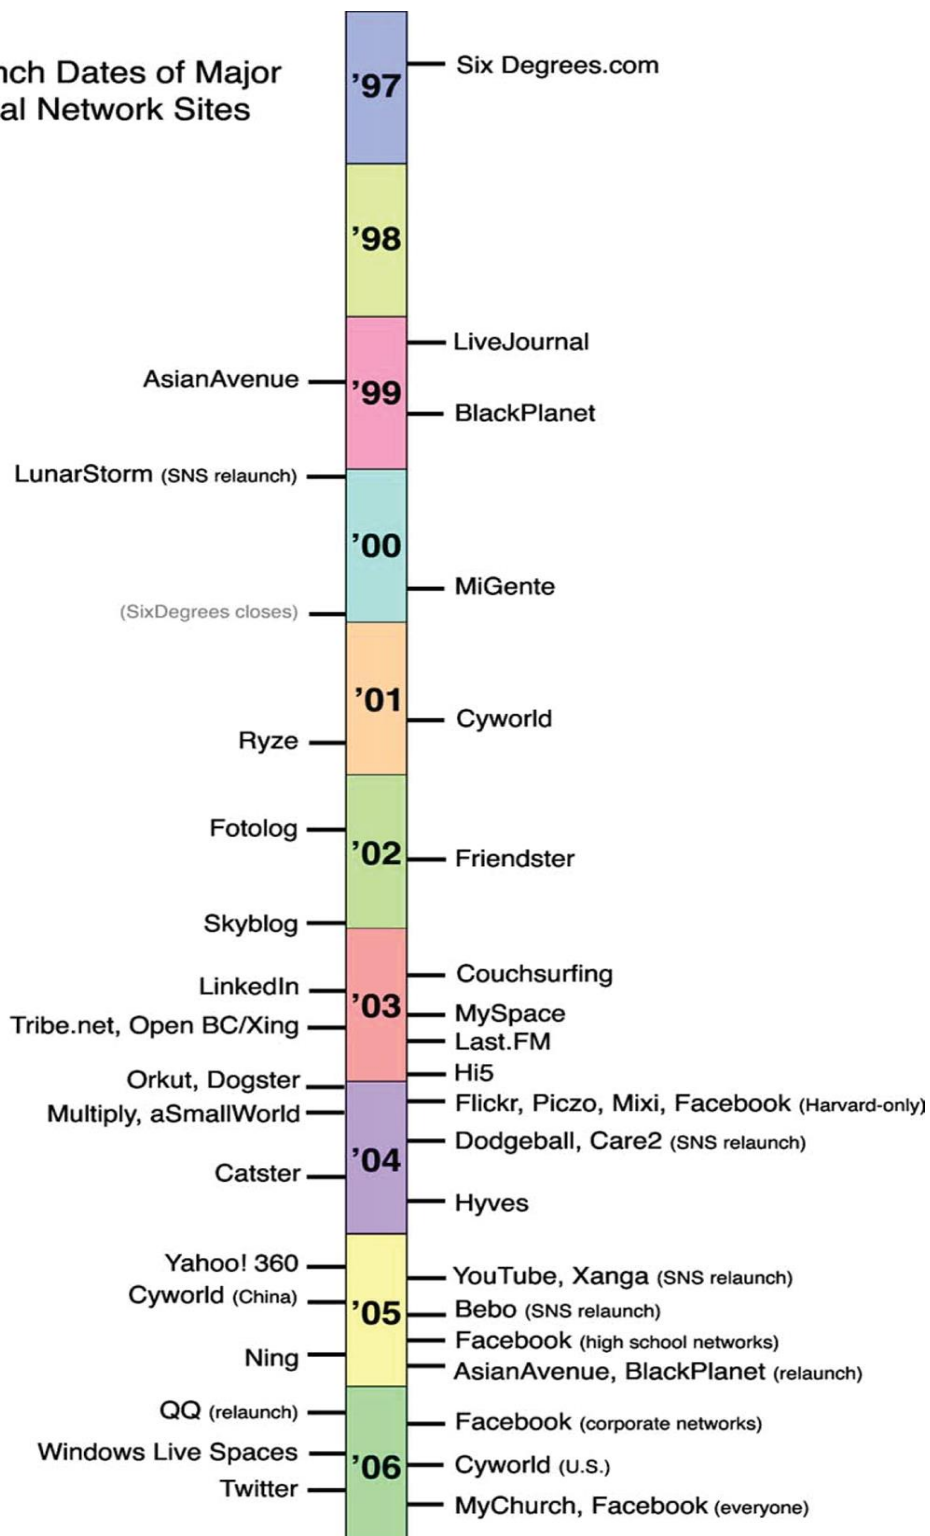 nch Dates of Major
al Network Sites
'97
Six Degrees.com
'98
LiveJournal
AsianAvenue
'99
BlackPlanet
LunarStorm (SNS relaunch)
'00
MiGente
(SixDegrees closes)
'01
Cyworld
Ryze
Fotolog
'02
Friendster
Skyblog
Couchsurfing
LinkedIn
'03
MySpace
Tribe.net, Open BC/Xing
Last.FM
Hi5
Orkut, Dogster
Flickr, Piczo, Mixi, Facebook (Harvard-only)
Multiply, aSmallWorld
Dodgeball, Care2 (SNS relaunch)
'04
Catster
Hyves
Yahoo! 360
YouTube, Xanga (SNS relaunch)
Cyworld (China)
Bebo (SNS relaunch)
'05
Facebook (high school networks)
Ning
AsianAvenue, BlackPlanet (relaunch)
QQ (relaunch)
Facebook (corporate networks)
Windows Live Spaces
Cyworld (U.S.)
'06
Twitter
MyChurch, Facebook (everyone)